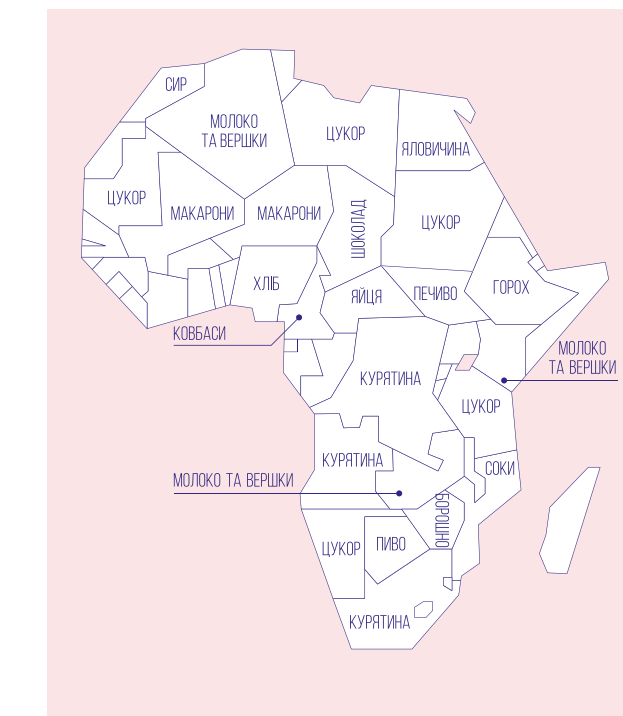 СИР
МОЛОКО
ТА ВЕРШКИ
ЦУКОР
ЯЛОВИЧИНА
ЦУКОР
МАКАРОНИ
МАКАРОНИ
ШОКОЛАД
ЦУКОР
ХЛІБ
ЯЙЦЯ
ПЕЧИВО
ГОРОХ
КОВБАСИ
МОЛОКО
ТА ВЕРШКИ
КУРЯТИНА
ЦУКОР
КУРЯТИНА
СОКИ
МОЛОКО ТА ВЕРШКИ
БОРОШНО
ЦУКОР
ПИВО
КУРЯТИНА